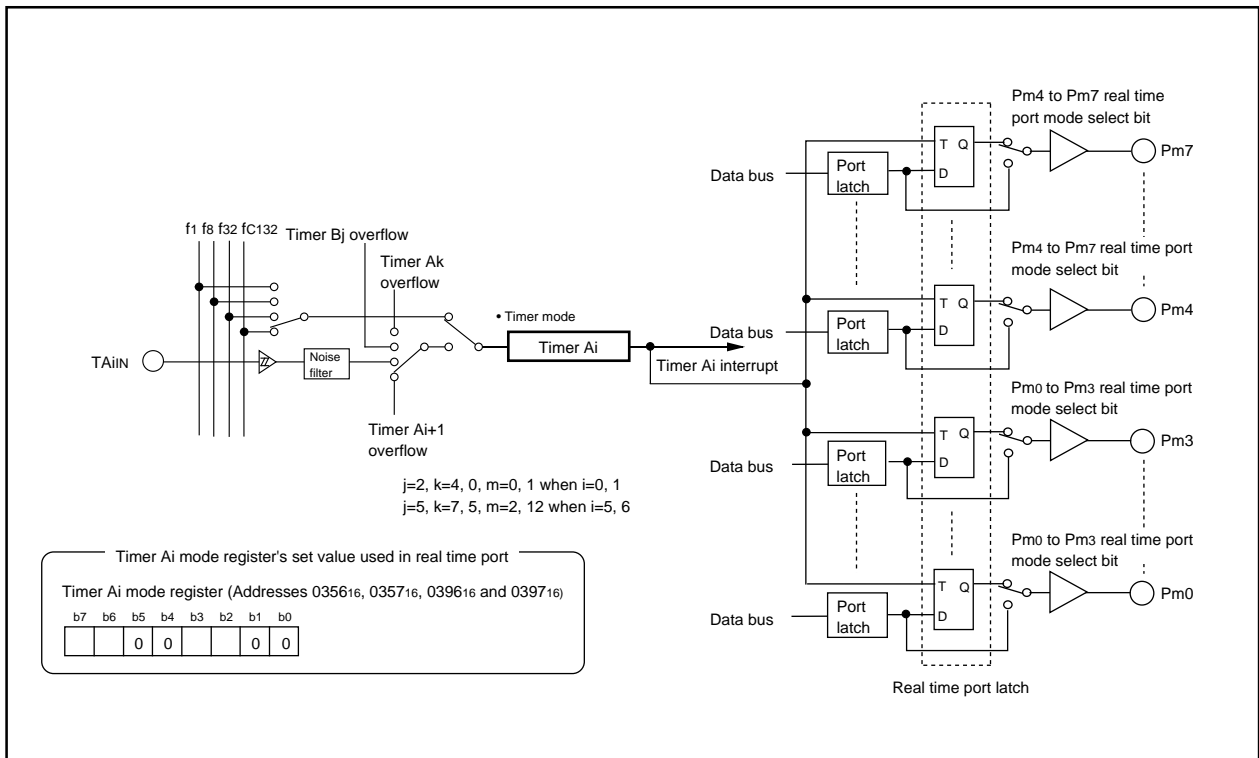 Pm4 to Pm7 real time
port mode select bit
T Q
D
Pm7
Data bus
Port
latch
f1 f8 f32 fC132
Timer Bj overflow
Timer Ak
overflow
Pm4 to Pm7 real time port
mode select bit
T Q
D
Pm4
• Timer mode
Timer Ai
Data bus
Port
latch
TAiIN
Noise
filter
Timer Ai interrupt
Timer Ai+1
overflow
Pm0 to Pm3 real time port
mode select bit
T Q
D
Pm3
Data bus
Port
latch
j=2, k=4, 0, m=0, 1 when i=0, 1
j=5, k=7, 5, m=2, 12 when i=5, 6
Pm0 to Pm3 real time port
mode select bit
T Q
D
Pm0
Data bus
Port
latch
Real time port latch
Timer Ai mode register's set value used in real time port
Timer Ai mode register (Addresses 035616, 035716, 039616 and 039716)
b7 b6 b5 b4 b3 b2 b1 b0
0 0 0 0